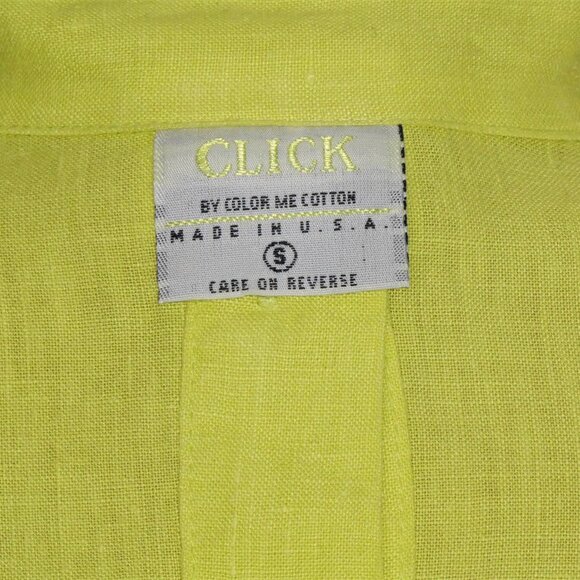 CLICK
BY COLOR ME COTTON
MADE IN U.S.A.
S
CARE ON REVERSE